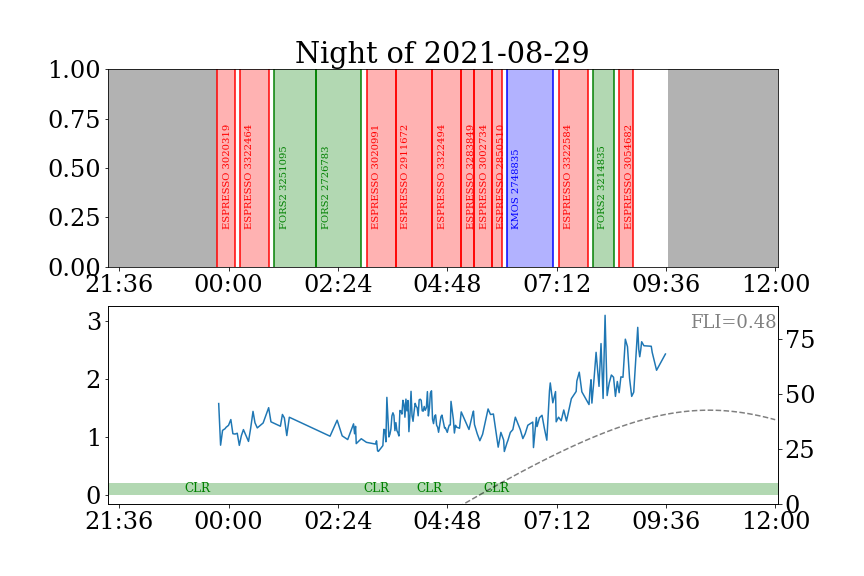 Night of 2021-08-29
1.00
0.75
0.50
0.25
0.00
ESPRESSO 3020319
ESPRESSO 3322464
FORS2 3251095
FORS2 2726783
ESPRESSO 3020991
ESPRESSO 2911672
ESPRESSO 3322494
ESPRESSO 3283849
ESPRESSO 3002734
ESPRESSO 2850510
KMOS 2748835
ESPRESSO 3322584
FORS2 3214835
ESPRESSO 3054682
21:36 00:00 02:24 04:48 07:12 09:36 12:00
FLI=0.48
3
2
1
0
75
50
25
0
CLR CLR CLR CLR
21:36 00:00 02:24 04:48 07:12 09:36 12:00